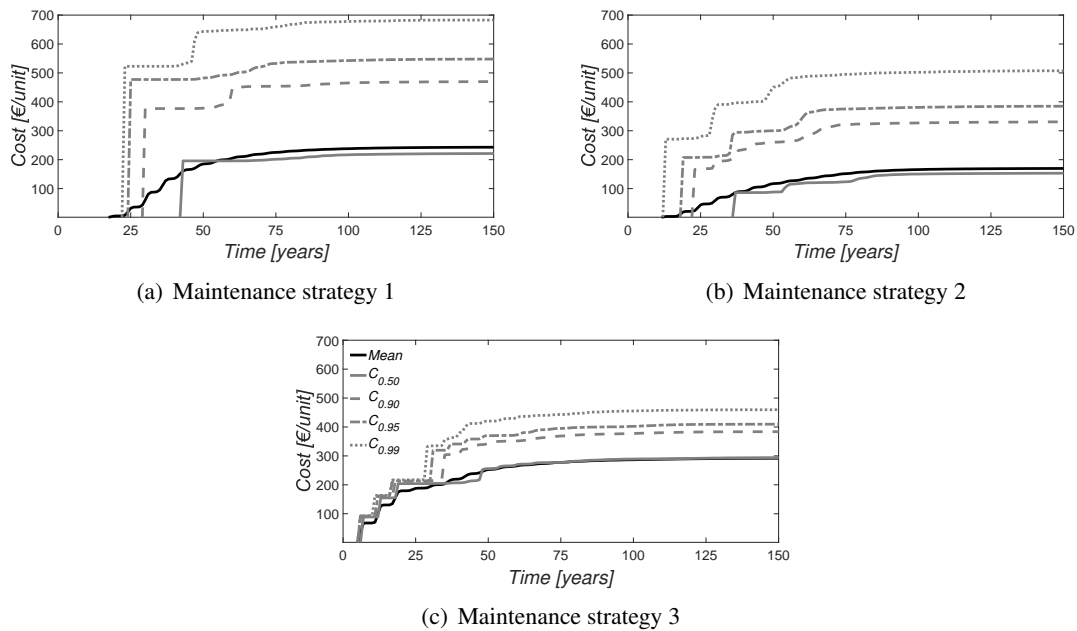 700
600
500
400
300
200
100
Cost [€/unit]
0 25 50 75 100 125 150
Time [years]
(a) Maintenance strategy 1
700
600
500
400
300
200
100
Cost [€/unit]
0 25 50 75 100 125 150
Time [years]
(b) Maintenance strategy 2
700
600
500
400
300
200
100
Cost [€/unit]
Mean
C0.50
C0.90
C0.95
C0.99
0 25 50 75 100 125 150
Time [years]
(c) Maintenance strategy 3